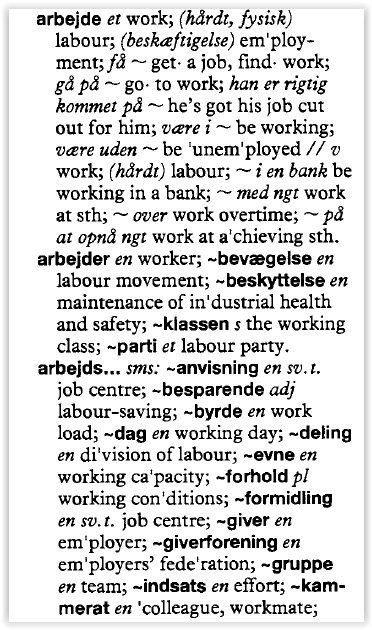 arbejde et work; (hårdt, fysisk)
labour; (beskæftigelse) em'ploy-
ment; få ~ get· a job, find· work;
gå på ~ go· to work; han er rigtig
kommet på ~ he's got his job cut
out for him; være i ~ be working;
være uden ~ be 'unem'ployed // v
work; (hårdt) labour; ~ i en bank be
working in a bank; ~ med ngt work
at sth; ~ over work overtime; ~ på
at opnå ngt work at a'chieving sth.
arbejder en worker; ~bevægelse en
labour movement; ~beskyttelse en
maintenance of in'dustrial health
and safety; ~klassen s the working
class; ~parti et labour party.
arbejds... sms: ~anvisning en sv.t.
job centre; ~besparende adj
labour-saving; ~byrde en work
load; ~dag en working day; ~deling
en di'vision of labour; ~evne en
working ca'pacity; ~forhold pl
working con'ditions; ~formidling
en sv.t. job centre; ~giver en
em'ployer; ~giverforening en
em'ployers' fede'ration; ~gruppe
en team; ~indsats en effort; ~kam-
merat en 'colleague, workmate;